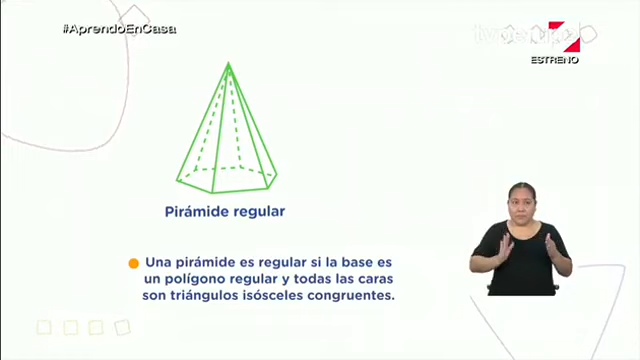 #AprendoEnCasa
ESTRENO
Pirámide regular
Una pirámide es regular si la base es
un polígono regular y todas las caras
son triángulos isósceles congruentes.